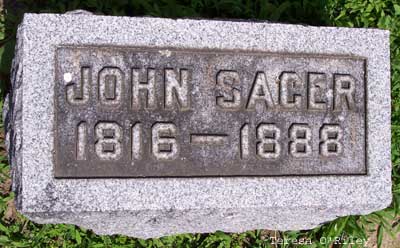 JOHN SAGER
1816 — 1888
Teresa O'Riley